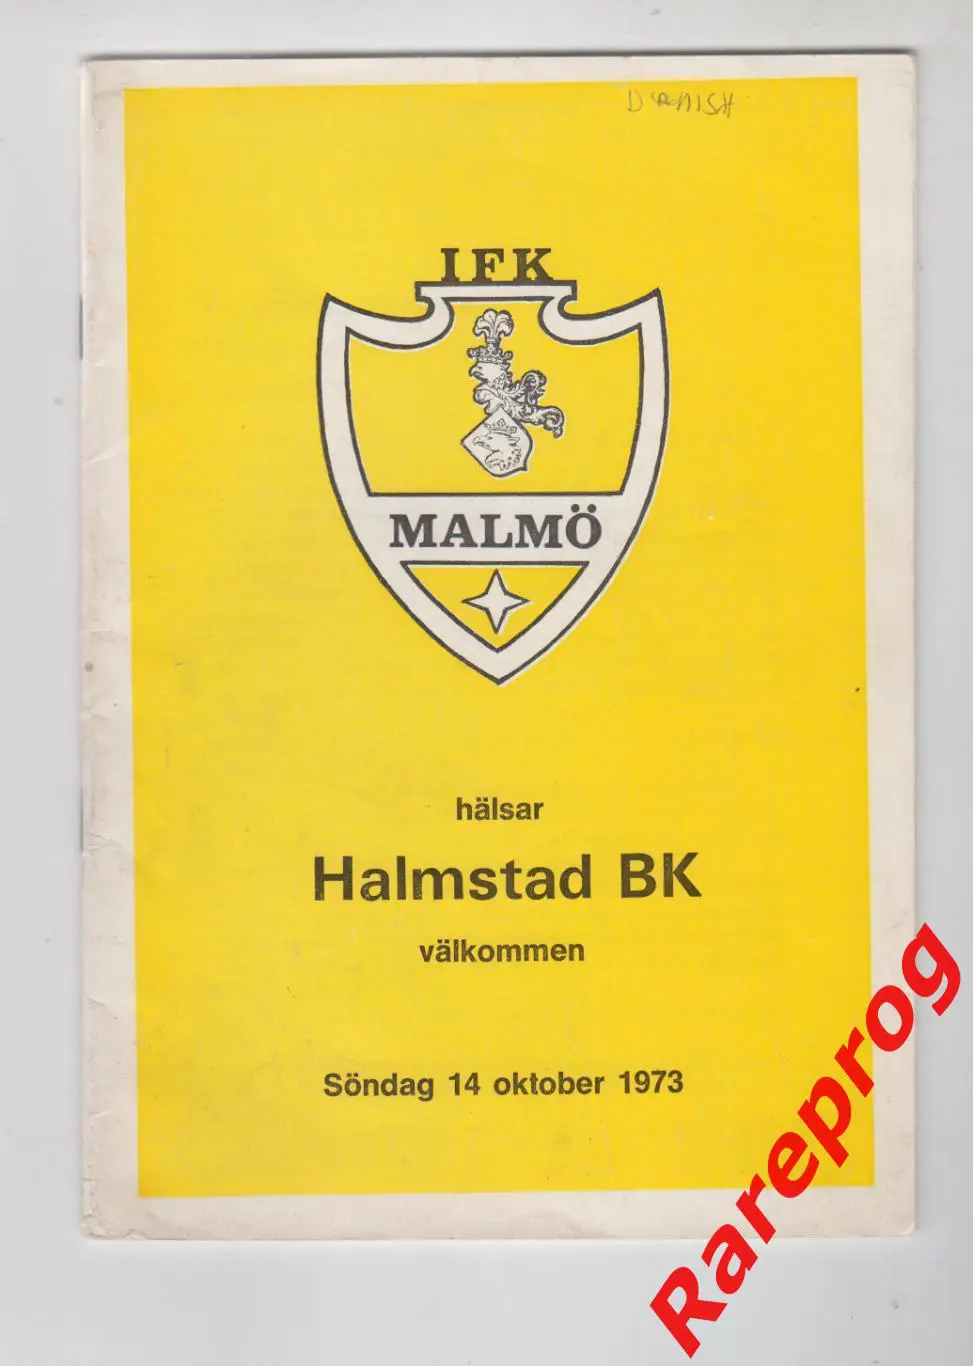 DANISH
IFK
MALMÖ
hälsar
Halmstad BK
välkommen
Söndag 14 oktober 1973
Rareprog